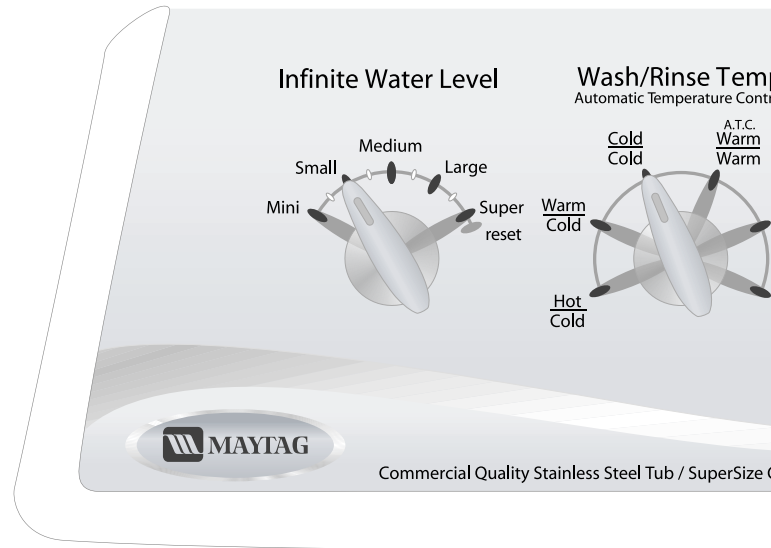 Infinite Water Level
Wash/Rinse Temp
Automatic Temperature Contr
Medium
Small
Large
Mini
Super
reset
Cold
Cold
A.T.C.
Warm
Warm
Warm
Cold
Hot
Cold
MAYTAG
Commercial Quality Stainless Steel Tub / SuperSize